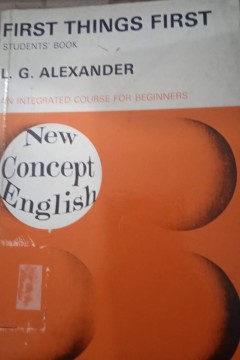 FIRST THINGS FIRST
STUDENTS' BOOK
L. G. ALEXANDER
AN INTEGRATED COURSE FOR BEGINNERS
New
Concept
English